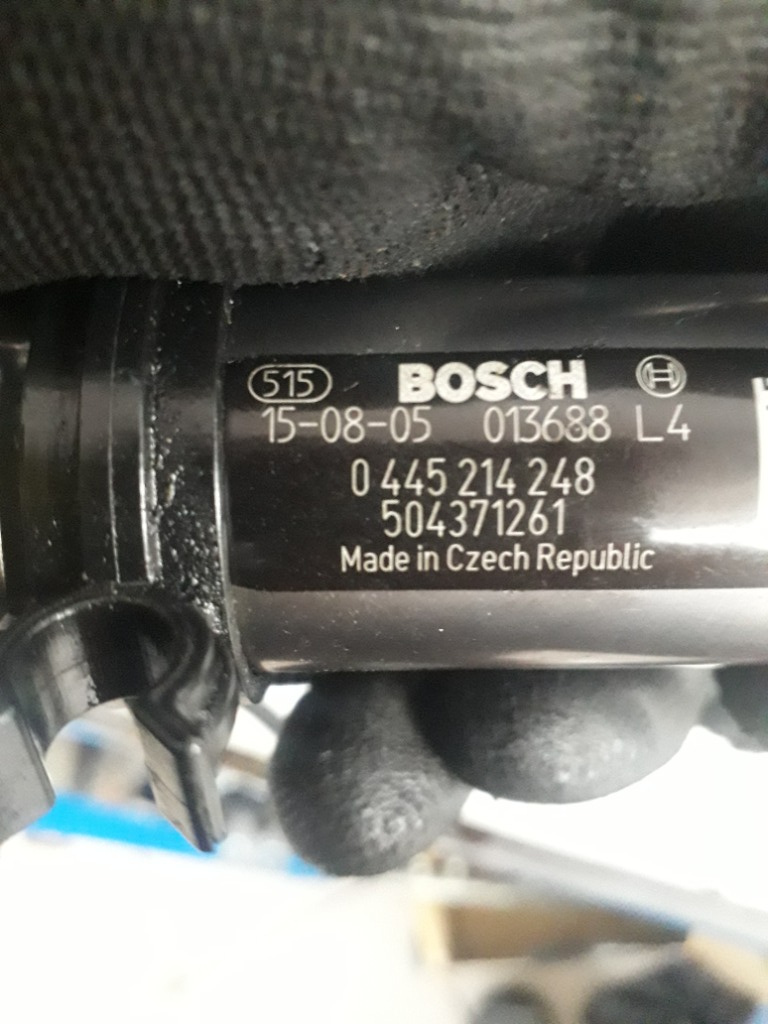 515 BOSCH
15-08-05 013688 L4
0 445 214 248
504371261
Made in Czech Republic